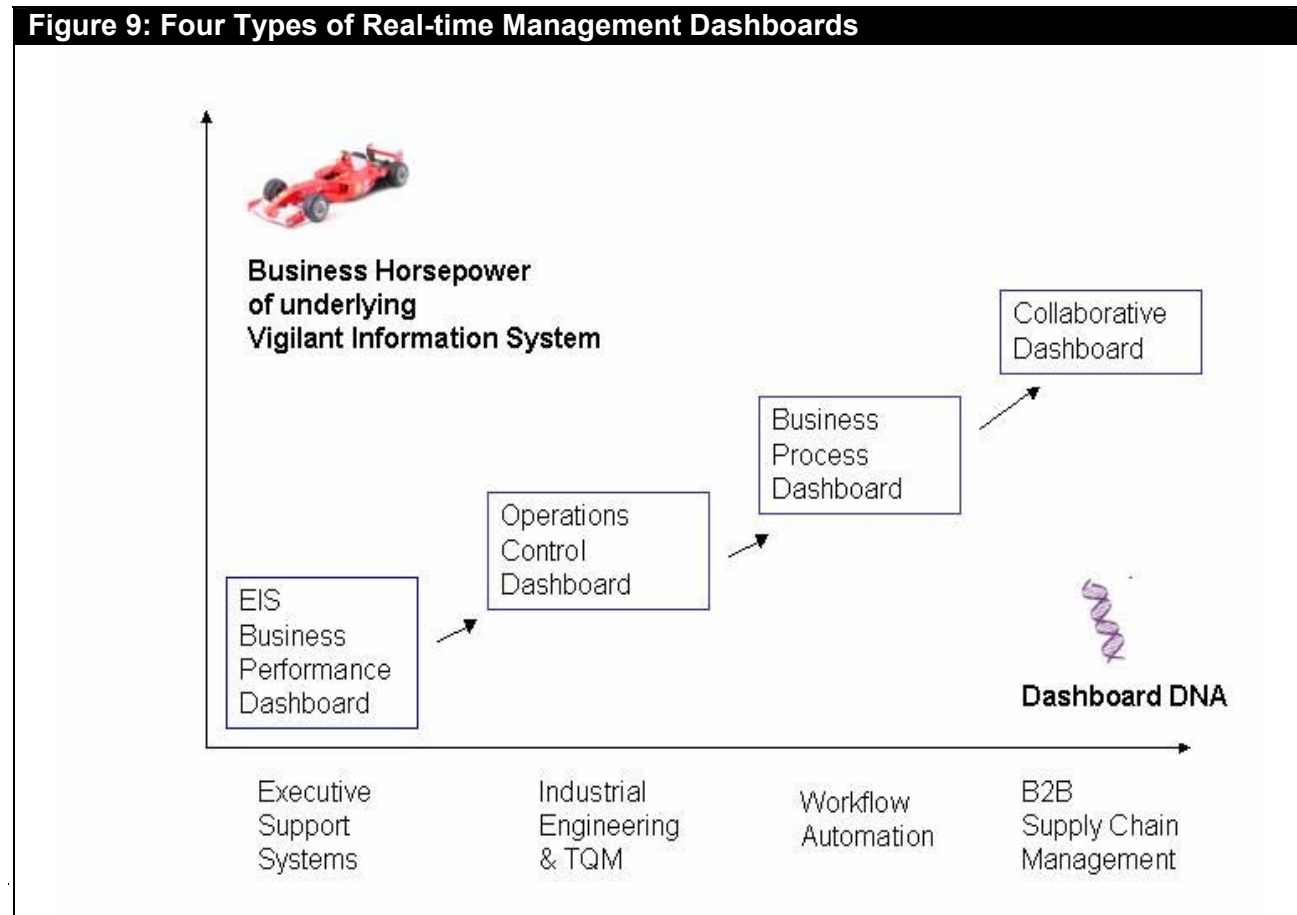 Figure 9: Four Types of Real-time Management Dashboards
Business Horsepower
of underlying
Vigilant Information System
Collaborative
Dashboard
Business
Process
Dashboard
Operations
Control
Dashboard
EIS
Business
Performance
Dashboard
Dashboard DNA
Executive
Support
Systems
Industrial
Engineering
& TQM
Workflow
Automation
B2B
Supply Chain
Management